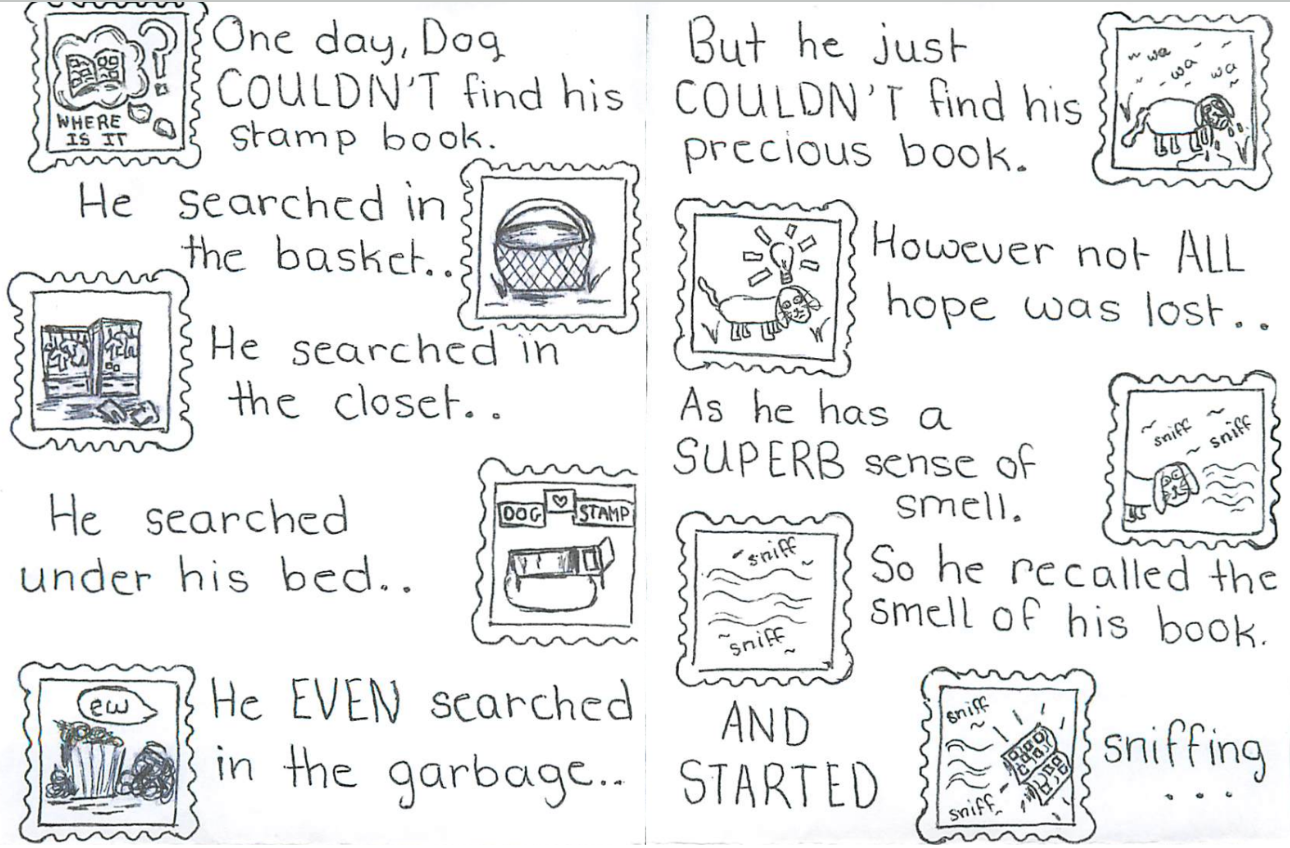 WHERE
IS IT
One day, Dog
COULDN'T find his
stamp book.
He searched in
the basket..
He searched in
the closet..
He searched
under his bed..
DOG STAMP
ew
He EVEN searched
in the garbage..
But he just
COULDN'T find his
precious book.
wa
wa
wa
However not ALL
hope was lost..
As he has a
SUPERB sense of
smell.
sniff sniff
sniff
sniff
So he recalled the
smell of his book.
AND
STARTED
sniff
sniff
sniffing
...